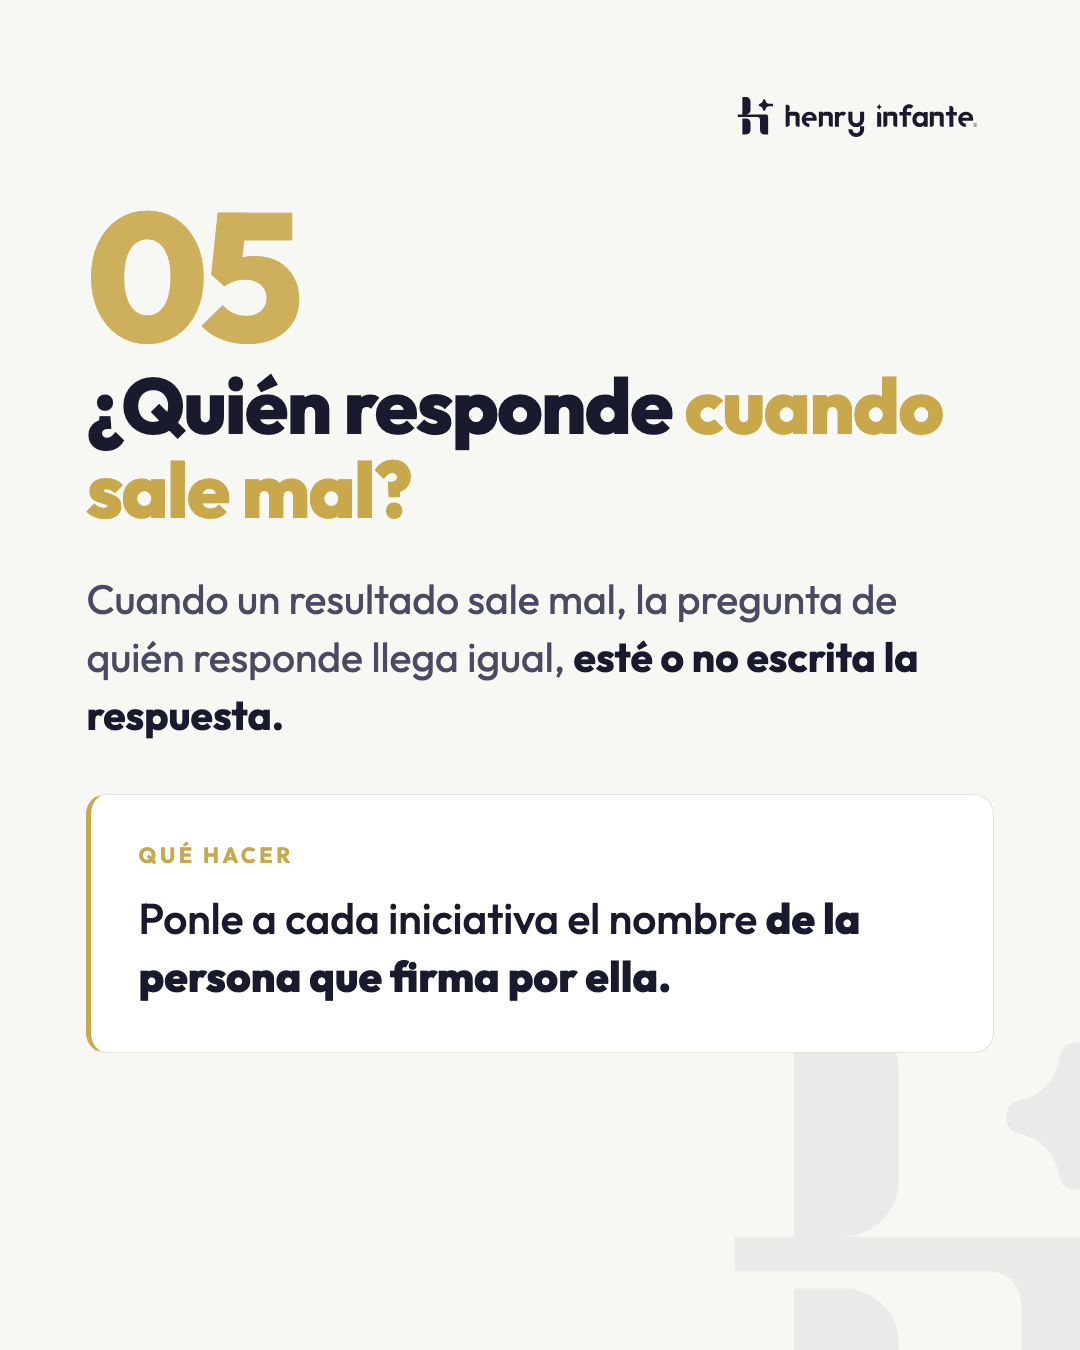 henry infante
05
¿Quién responde cuando
sale mal?
Cuando un resultado sale mal, la pregunta de
quién responde llega igual, esté o no escrita la
respuesta.
QUÉ HACER
Ponle a cada iniciativa el nombre de la
persona que firma por ella.